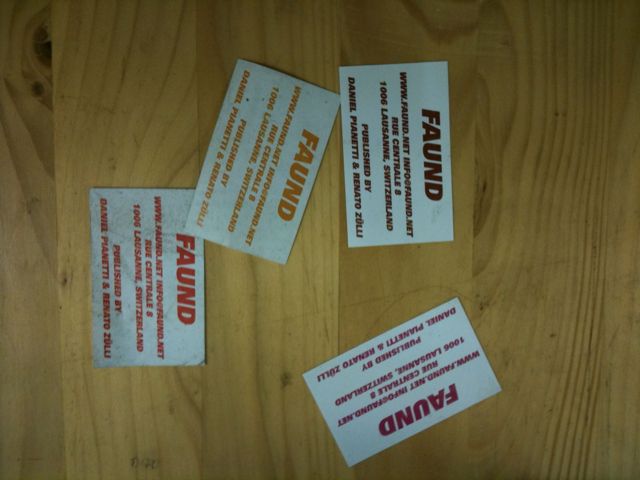 FAUND
WWW.FAUND.NET INFO@FAUND.NET
RUE CENTRALE 8
1006 LAUSANNE, SWITZERLAND
PUBLISHED BY
DANIEL PIANETTI & RENATO ZÜLLI
FAUND
WWW.FAUND.NET INFO@FAUND.NET
RUE CENTRALE 8
1006 LAUSANNE, SWITZERLAND
PUBLISHED BY
DANIEL PIANETTI & RENATO ZÜLLI
FAUND
WWW.FAUND.NET INFO@FAUND.NET
RUE CENTRALE 8
1006 LAUSANNE, SWITZERLAND
PUBLISHED BY
DANIEL PIANETTI & RENATO ZÜLLI
FAUND
WWW.FAUND.NET INFO@FAUND.NET
RUE CENTRALE 8
1006 LAUSANNE, SWITZERLAND
PUBLISHED BY
DANIEL PIANETTI & RENATO ZÜLLI